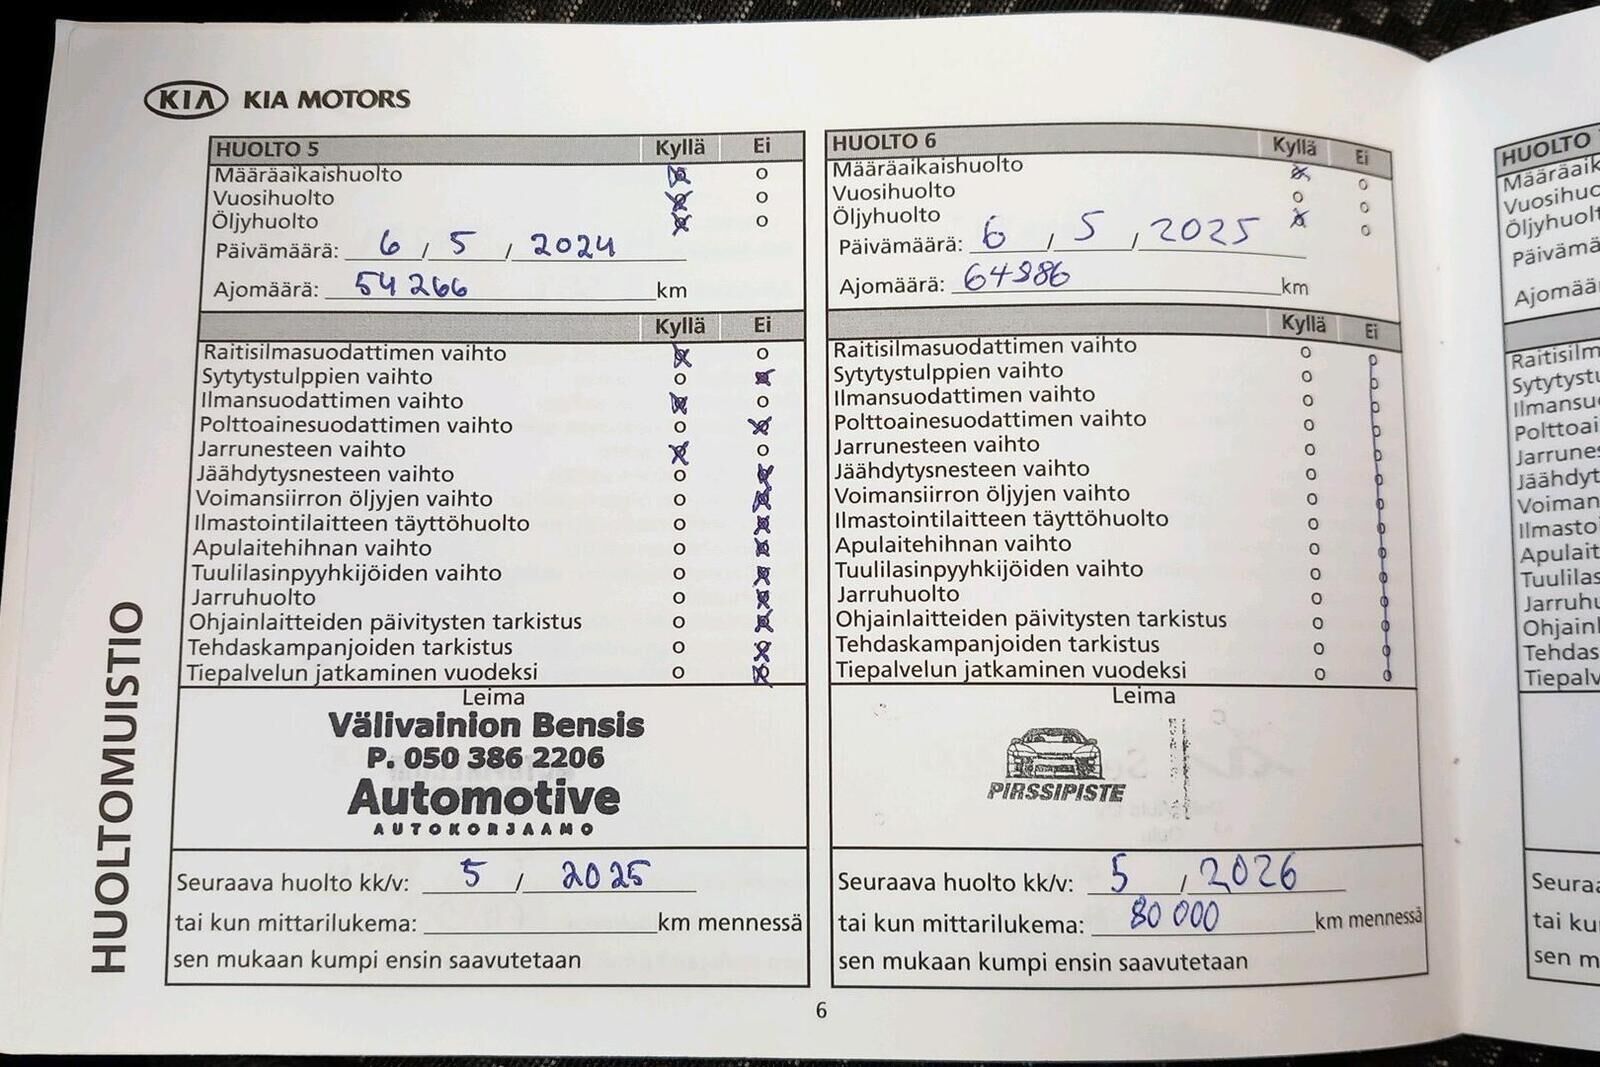 KIA KIA MOTORS
HUOLTOMUISTIO
HUOLTO 5 Kyllä Ei
Määräaikaishuolto
Vuosihuolto
Öljyhuolto
Päivämäärä: 6 / 5 / 2024
Ajomäärä: 54 266 km
Kyllä Ei
Raitisilmasuodattimen vaihto
Sytytystulppien vaihto
Ilmansuodattimen vaihto
Polttoainesuodattimen vaihto
Jarrunesteen vaihto
Jäähdytysnesteen vaihto
Voimansiirron öljyjen vaihto
Ilmastointilaitteen täyttöhuolto
Apulaitehihnan vaihto
Tuulilasinpyyhkijöiden vaihto
Jarruhuolto
Ohjainlaitteiden päivitysten tarkistus
Tehdaskampanjoiden tarkistus
Tiepalvelun jatkaminen vuodeksi
Leima
Välivainion Bensis
P. 050 386 2206
Automotive
AUTOKORJAAMO
Seuraava huolto kk/v: 5 / 2025
tai kun mittarilukema: km mennessä
sen mukaan kumpi ensin saavutetaan
HUOLTO 6 Kyllä Ei
Määräaikaishuolto
Vuosihuolto
Öljyhuolto
Päivämäärä: 6 / 5 / 2025
Ajomäärä: km
Kyllä Ei
Raitisilmasuodattimen vaihto
Sytytystulppien vaihto
Ilmansuodattimen vaihto
Polttoainesuodattimen vaihto
Jarrunesteen vaihto
Jäähdytysnesteen vaihto
Voimansiirron öljyjen vaihto
Ilmastointilaitteen täyttöhuolto
Apulaitehihnan vaihto
Tuulilasinpyyhkijöiden vaihto
Jarruhuolto
Ohjainlaitteiden päivitysten tarkistus
Tehdaskampanjoiden tarkistus
Tiepalvelun jatkaminen vuodeksi
Leima
PIRSSIPISTE
Seuraava huolto kk/v: 5 / 2026
tai kun mittarilukema: 80 000 km mennessä
sen mukaan kumpi ensin saavutetaan
6
HUOLTO